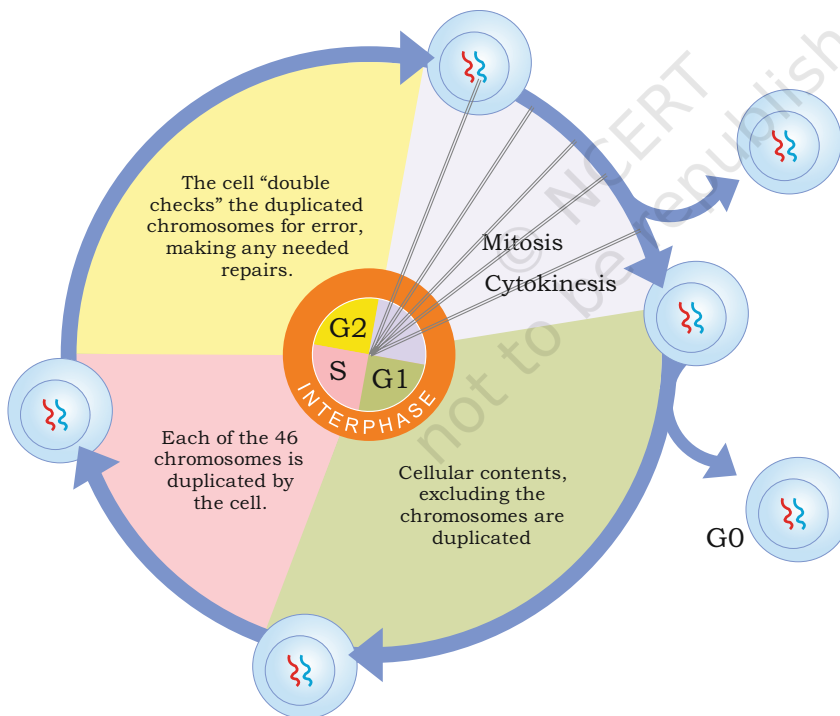 © NCERT
not to be republish
The cell “double
checks” the duplicated
chromosomes for error,
making any needed
repairs.
Mitosis
Cytokinesis
G2
S
G1
INTERPHASE
Each of the 46
chromosomes is
duplicated by
the cell.
Cellular contents,
excluding the
chromosomes are
duplicated
G0